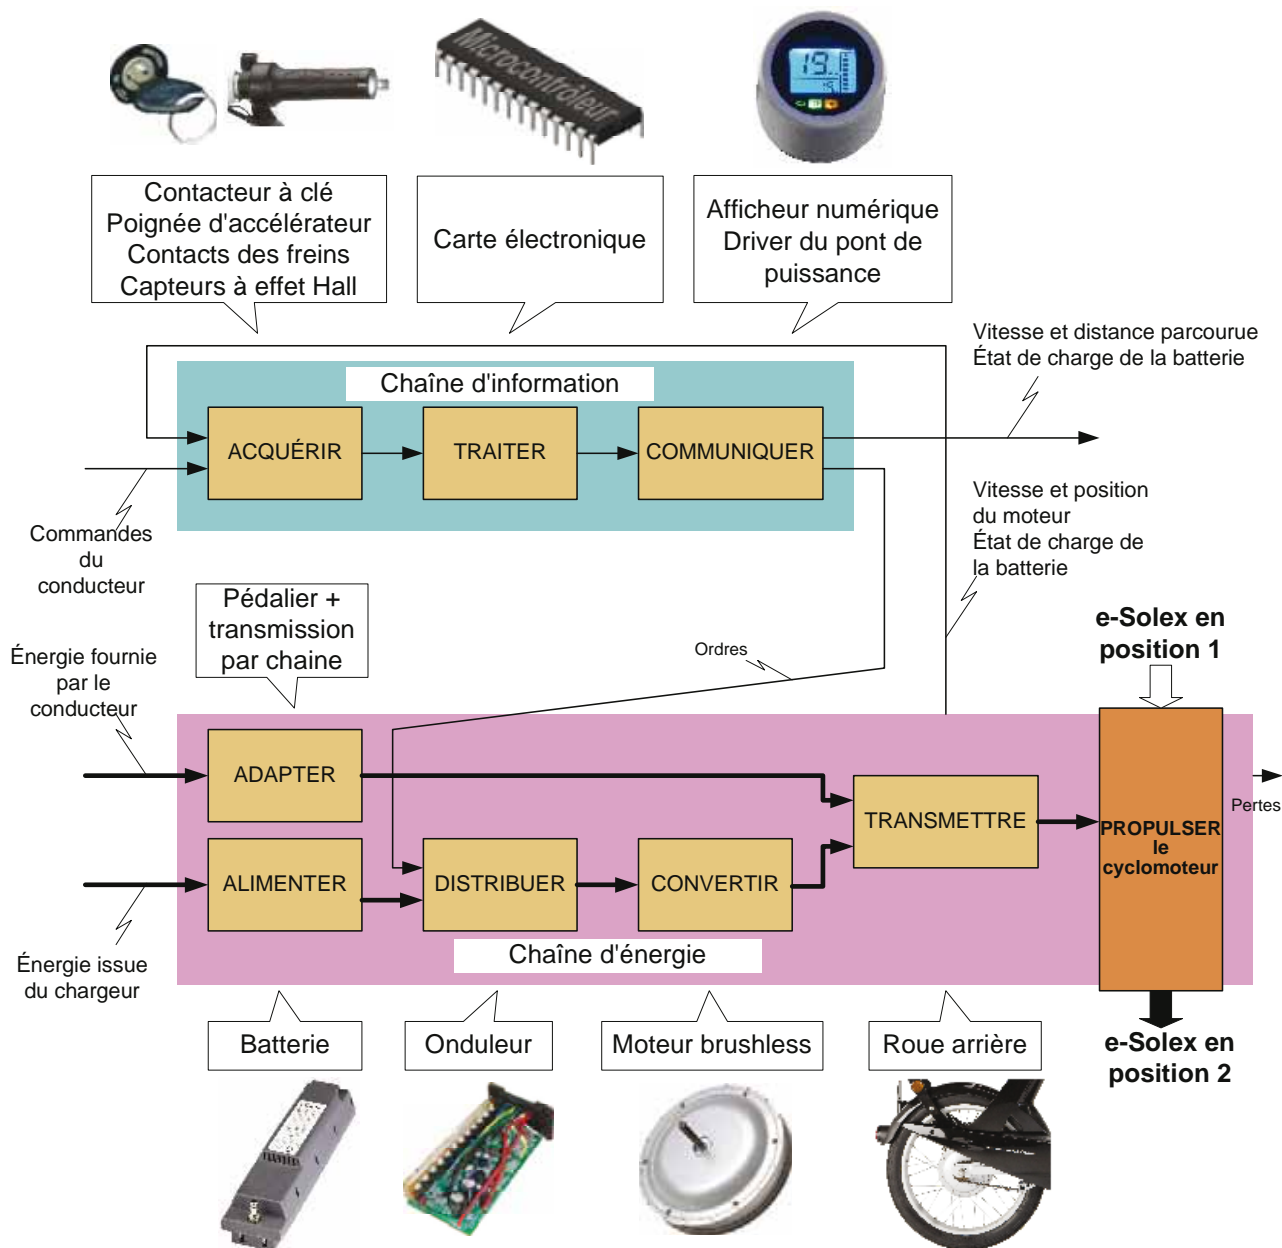 Microcontrôleur
19
Contacteur à clé
Poignée d'accélérateur
Contacts des freins
Capteurs à effet Hall
Carte électronique
Afficheur numérique
Driver du pont de
puissance
Vitesse et distance parcourue
État de charge de la batterie
Chaîne d'information
ACQUÉRIR
TRAITER
COMMUNIQUER
Commandes
du
conducteur
Vitesse et position
du moteur
État de charge de
la batterie
Pédalier +
transmission
par chaine
Ordres
e-Solex en
position 1
Énergie fournie
par le
conducteur
ADAPTER
TRANSMETTRE
PROPULSER
le
cyclomoteur
Pertes
ALIMENTER
DISTRIBUER
CONVERTIR
Chaîne d'énergie
Énergie issue
du chargeur
Batterie
Onduleur
Moteur brushless
Roue arrière
e-Solex en
position 2